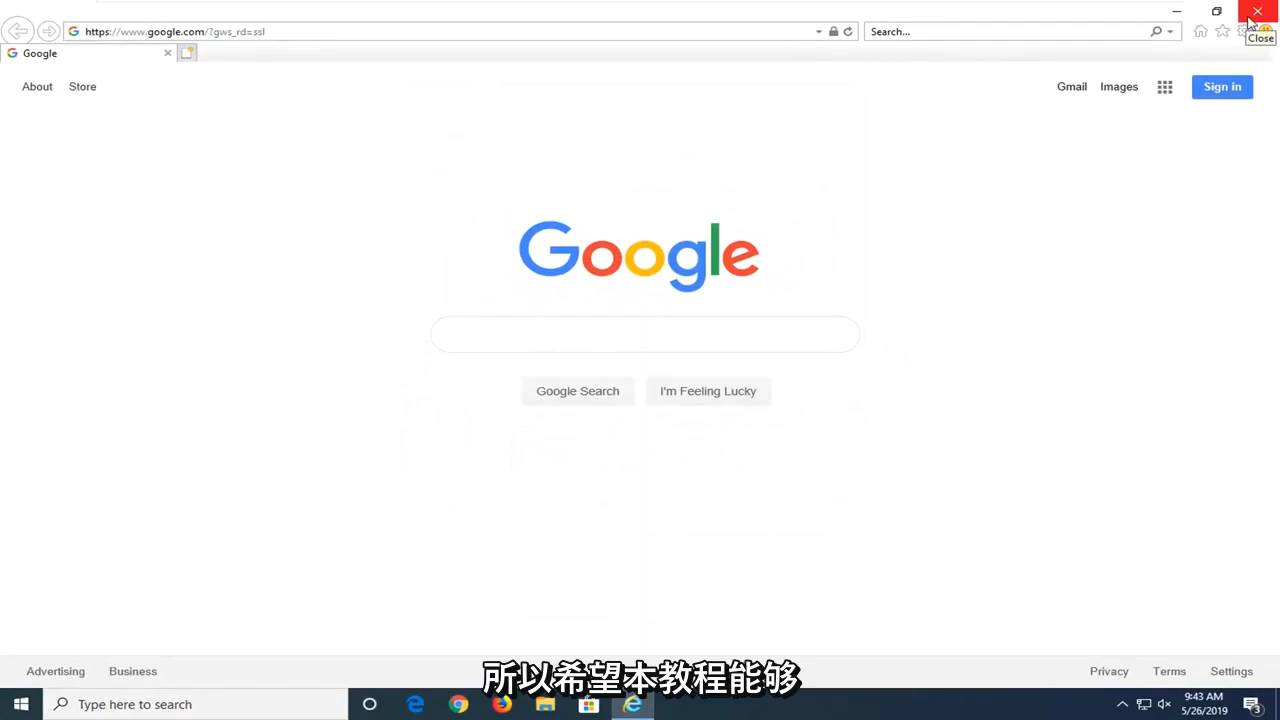 https://www.google.com/?gws_rd=ssl
Search...
Close
Google
About
Store
Gmail
Images
Sign in
Google
Google Search
I'm Feeling Lucky
Advertising
Business
Privacy
Terms
Settings
所以希望本教程能够
Type here to search
9:43 AM
5/26/2019
3